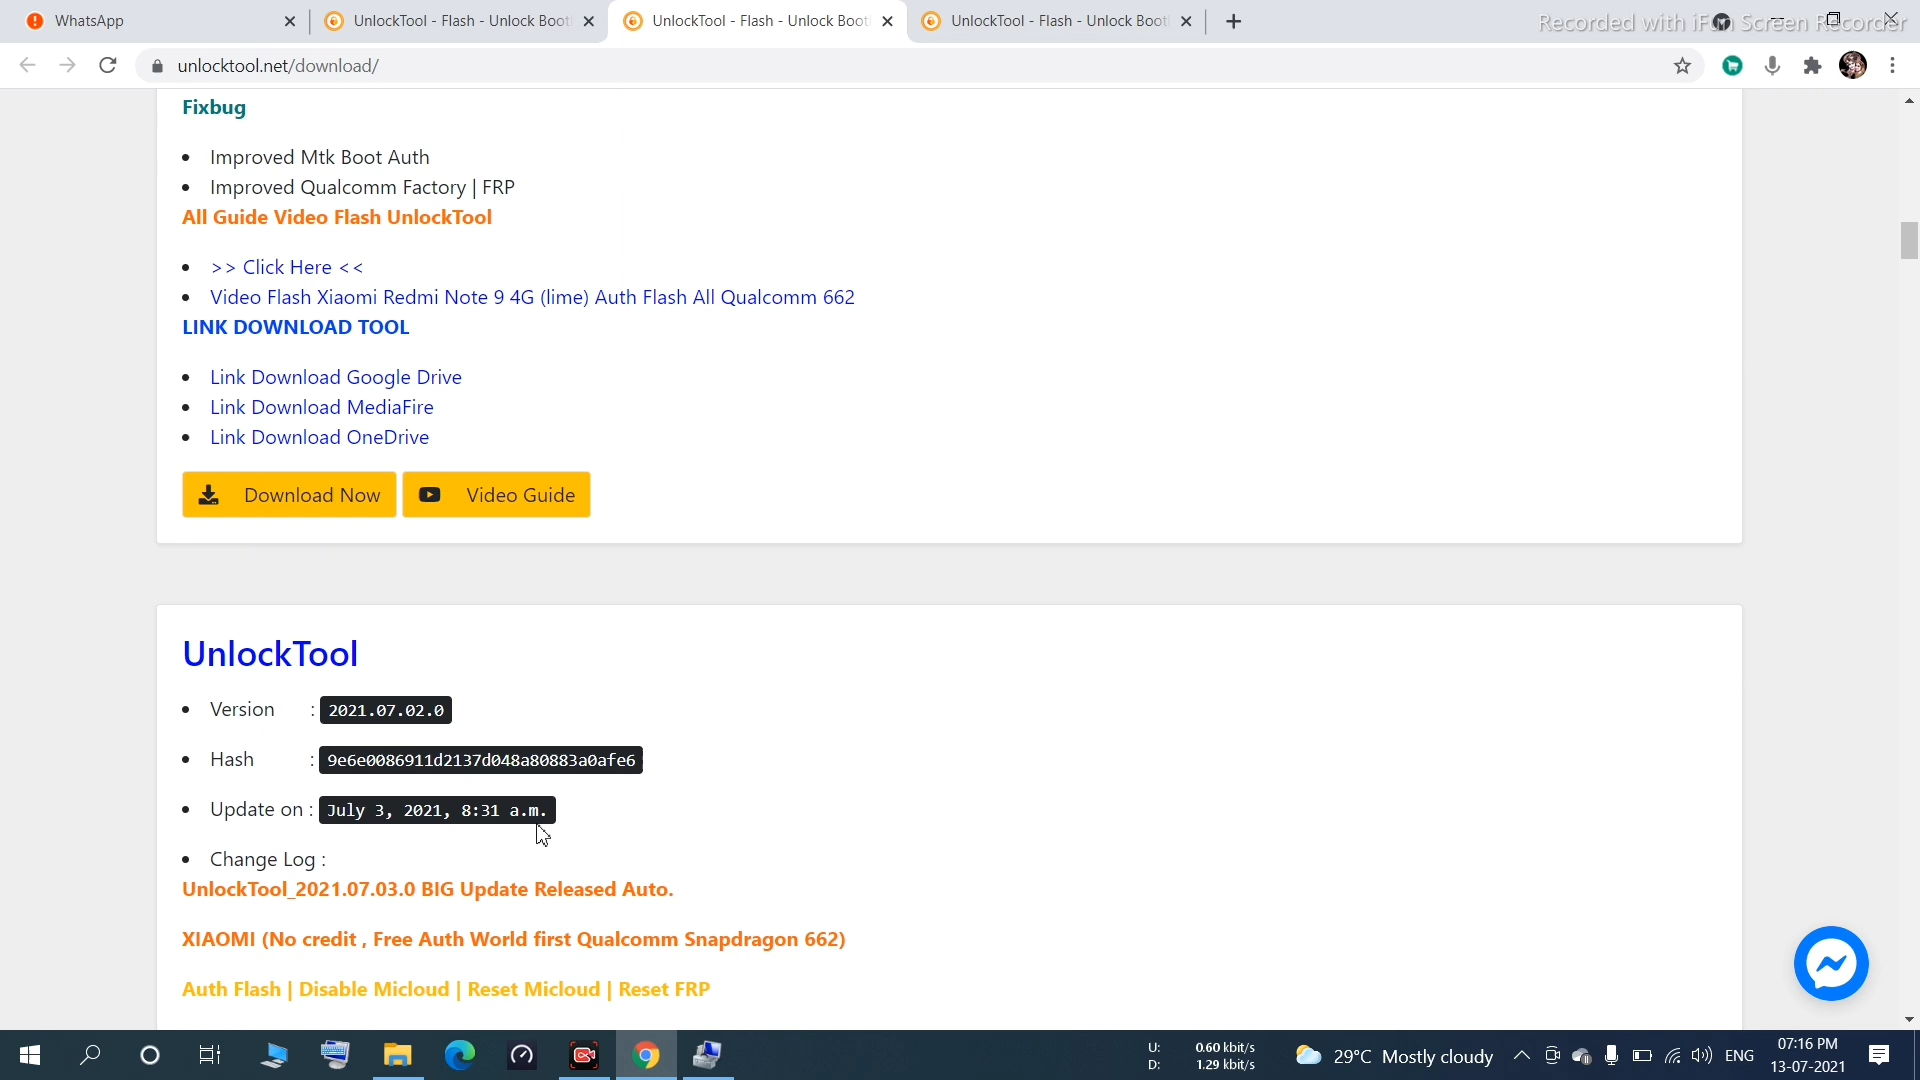 WhatsApp
UnlockTool - Flash - Unlock Boot
UnlockTool - Flash - Unlock Boot
UnlockTool - Flash - Unlock Boot
Recorded with iFun Screen Recorder
unlocktool.net/download/
Fixbug
• Improved Mtk Boot Auth
• Improved Qualcomm Factory | FRP
All Guide Video Flash UnlockTool
• >> Click Here <<
• Video Flash Xiaomi Redmi Note 9 4G (lime) Auth Flash All Qualcomm 662
LINK DOWNLOAD TOOL
• Link Download Google Drive
• Link Download MediaFire
• Link Download OneDrive
Download Now
Video Guide
UnlockTool
• Version : 2021.07.02.0
• Hash : 9e6e0086911d2137d048a80883a0afe6
• Update on : July 3, 2021, 8:31 a.m.
• Change Log :
UnlockTool_2021.07.03.0 BIG Update Released Auto.
XIAOMI (No credit , Free Auth World first Qualcomm Snapdragon 662)
Auth Flash | Disable Micloud | Reset Micloud | Reset FRP
U: 0.60 kbit/s
D: 1.29 kbit/s
29°C Mostly cloudy
ENG
07:16 PM
13-07-2021